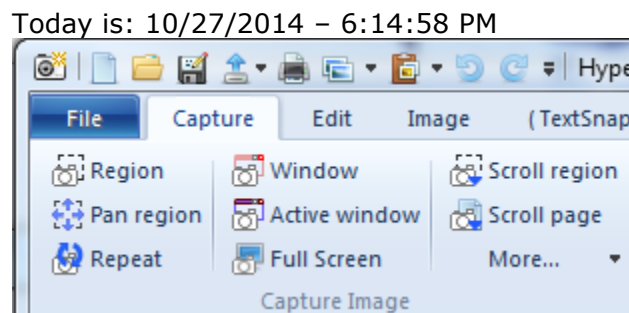 Today is: 10/27/2014 – 6:14:58 PM
Hype
File Capture Edit Image ( TextSnap
Region Window Scroll region
Pan region Active window Scroll page
Repeat Full Screen More...
Capture Image